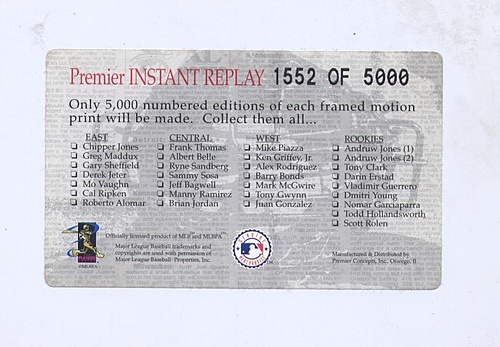 Premier INSTANT REPLAY 1552 OF 5000
Only 5,000 numbered editions of each framed motion
print will be made. Collect them all...
EAST
Chipper Jones
Greg Maddux
Gary Sheffield
Derek Jeter
Mo Vaughn
Cal Ripken
Roberto Alomar
CENTRAL
Frank Thomas
Albert Belle
Ryne Sandberg
Sammy Sosa
Jeff Bagwell
Manny Ramirez
Brian Jordan
WEST
Mike Piazza
Ken Griffey, Jr.
Alex Rodriguez
Barry Bonds
Mark McGwire
Tony Gwynn
Juan Gonzalez
ROOKIES
Andruw Jones (1)
Andruw Jones (2)
Tony Clark
Darin Erstad
Vladimir Guerrero
Dmitri Young
Nomar Garciaparra
Todd Hollandsworth
Scott Rolen
PLAYERS
©MLBPA
Officially licensed product of MLB and MLBPA
Major League Baseball trademarks and
copyrights are used with permission of
Major League Baseball Properties, Inc.
Manufactured & Distributed by
Premier Concepts, Inc. Oswego, Il